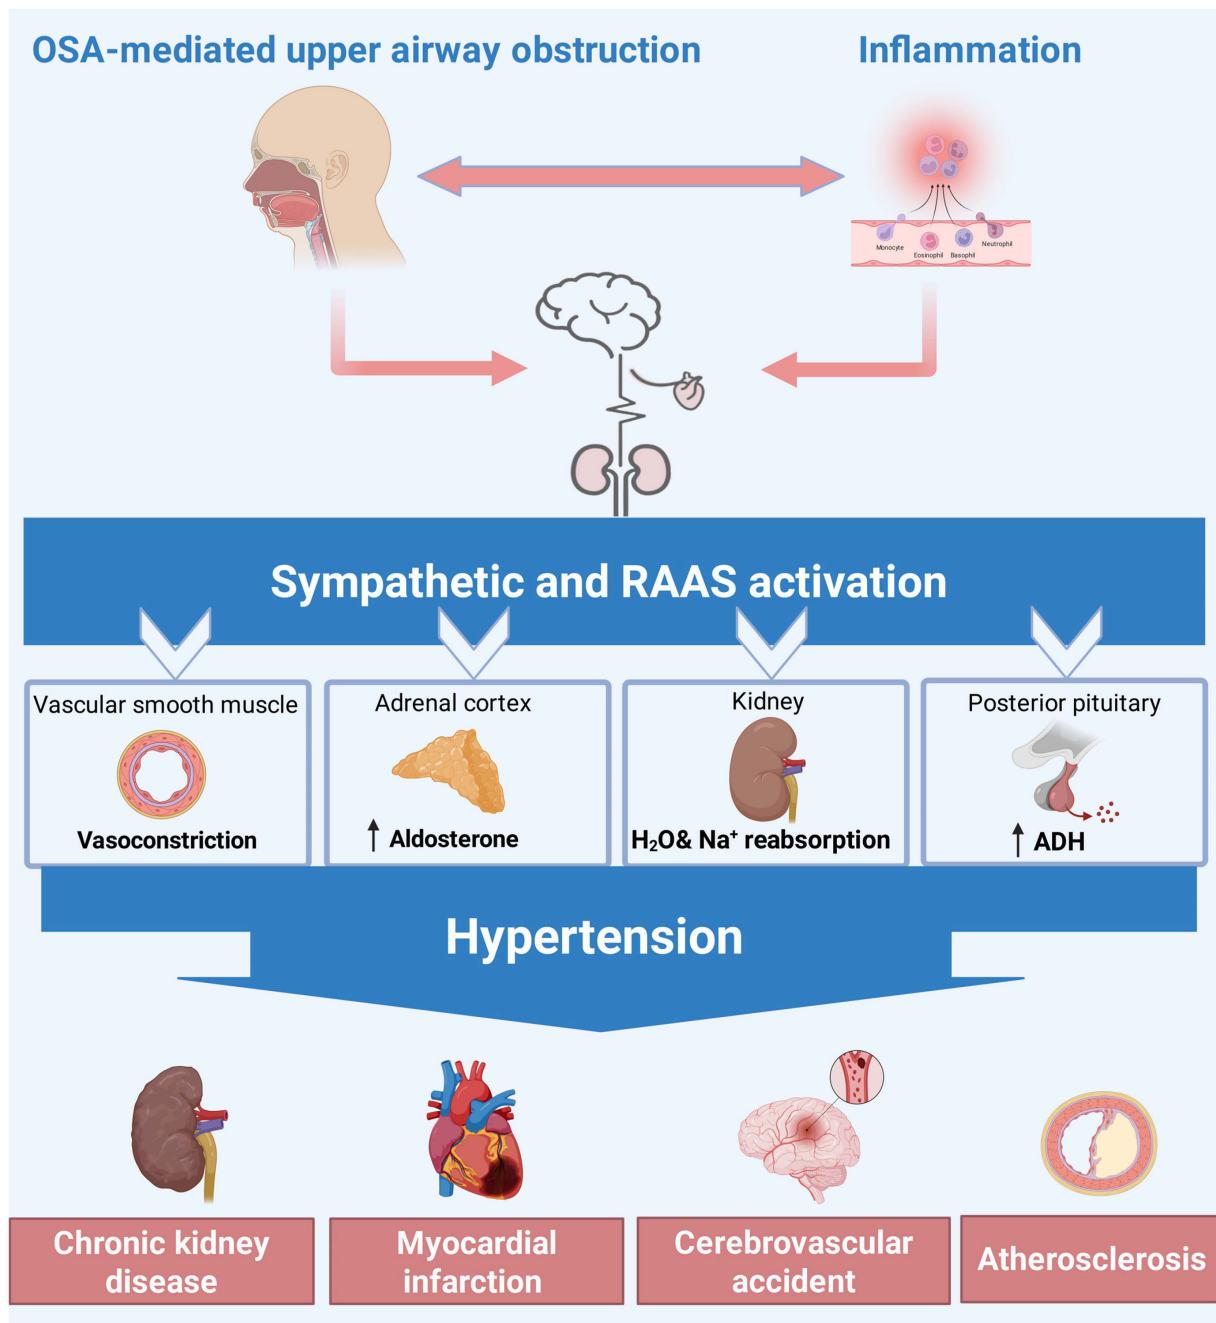 OSA-mediated upper airway obstruction
Inflammation
Monocyte
Eosinophil
Basophil
Neutrophil
Sympathetic and RAAS activation
Vascular smooth muscle
Vasoconstriction
Adrenal cortex
↑ Aldosterone
Kidney
H₂O& Na⁺ reabsorption
Posterior pituitary
↑ ADH
Hypertension
Chronic kidney
disease
Myocardial
infarction
Cerebrovascular
accident
Atherosclerosis